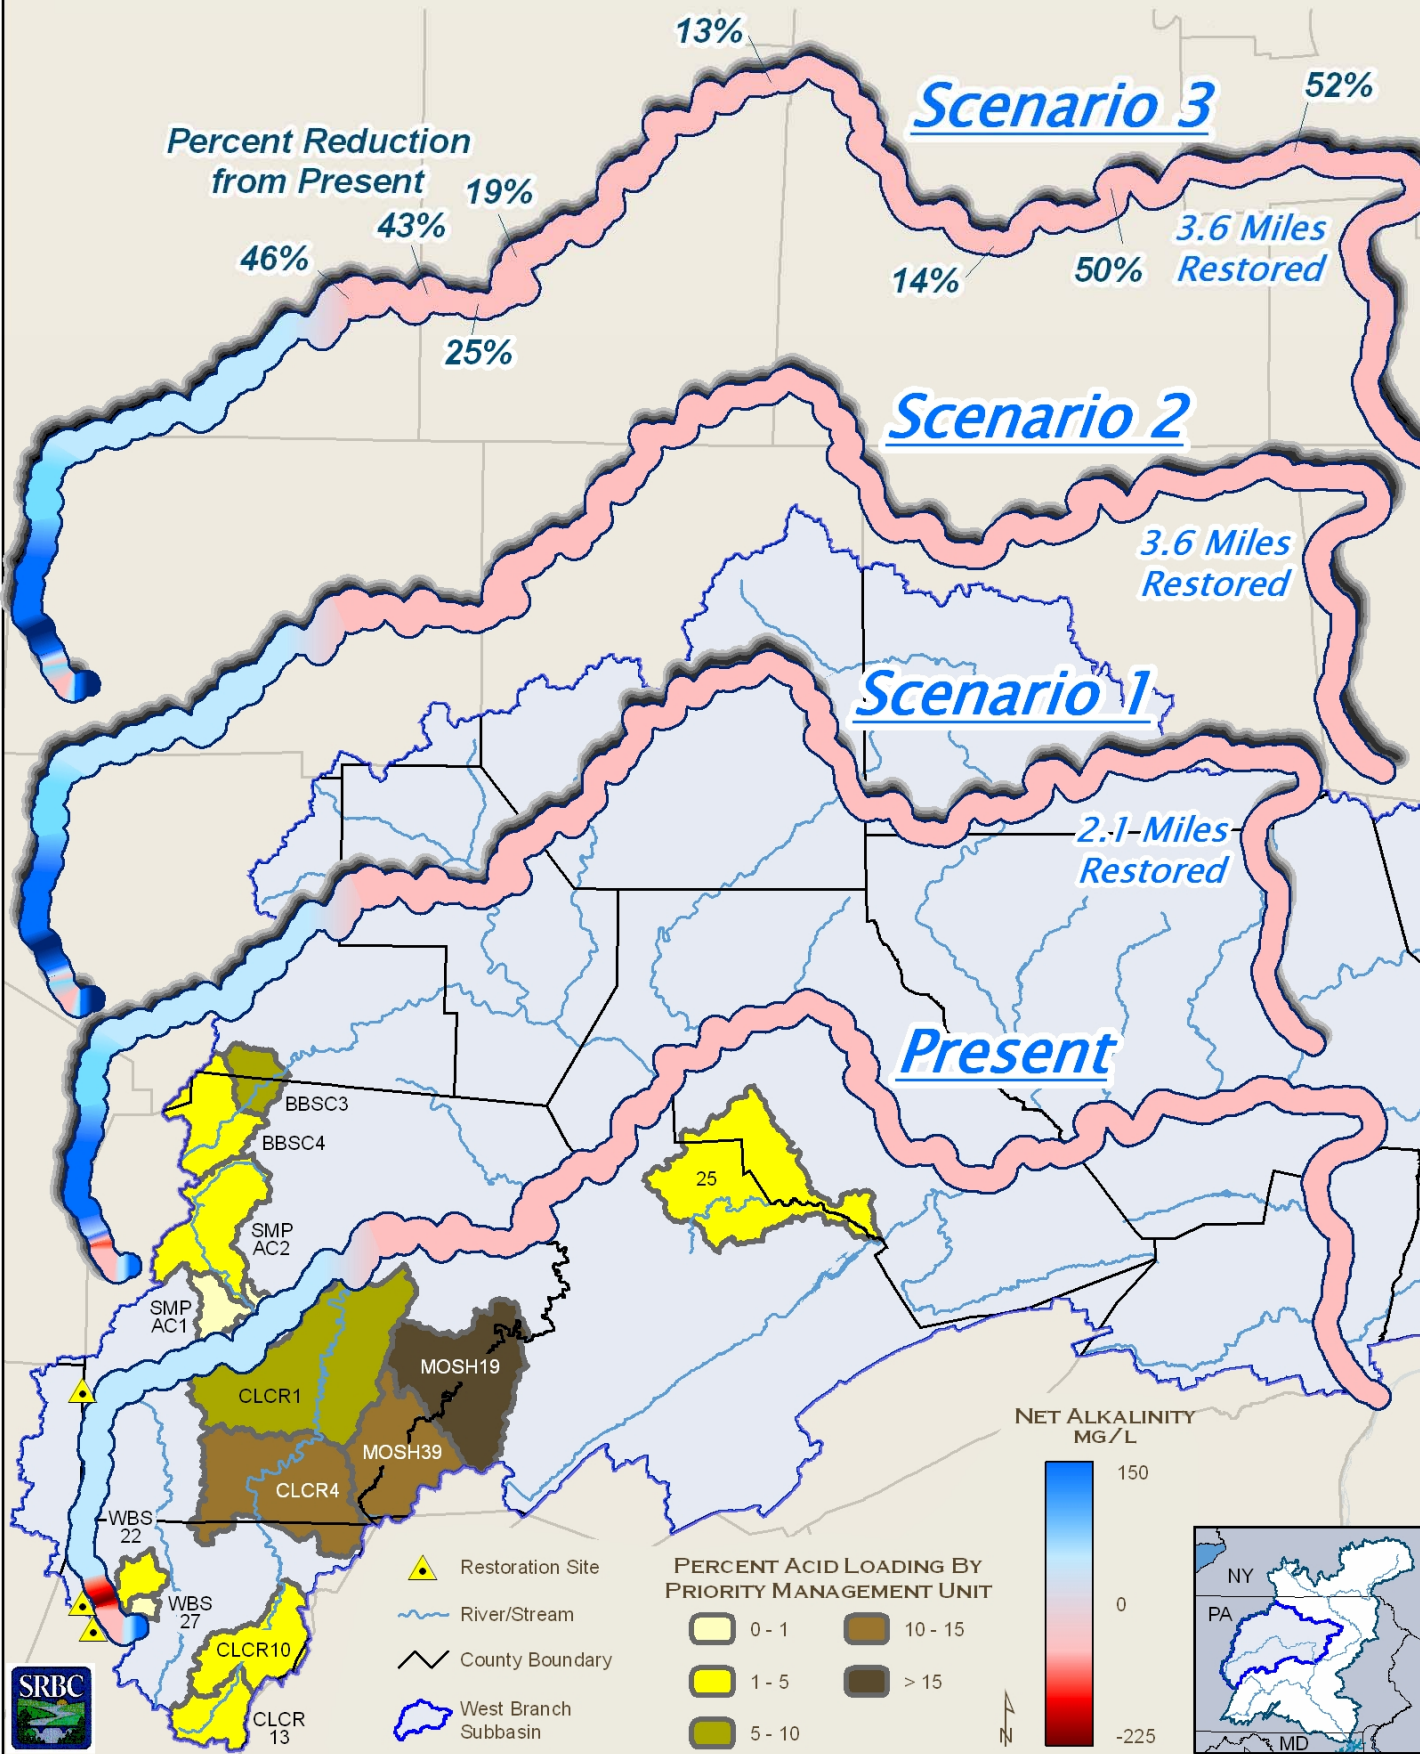 13%
Scenario 3
52%
Percent Reduction
from Present
19%
43%
46%
3.6 Miles
Restored
14%
50%
25%
Scenario 2
3.6 Miles
Restored
Scenario 1
2.1 Miles
Restored
Present
BBSC3
BBSC4
25
SMP
AC2
SMP
AC1
MOSH19
CLCR1
MOSH39
CLCR4
WBS
22
WBS
27
CLCR10
CLCR
13
NET ALKALINITY
MG/L
150
0
-225
Restoration Site
River/Stream
County Boundary
West Branch
Subbasin
PERCENT ACID LOADING BY
PRIORITY MANAGEMENT UNIT
0 - 1
10 - 15
1 - 5
> 15
5 - 10
N
NY
PA
MD
SRBC